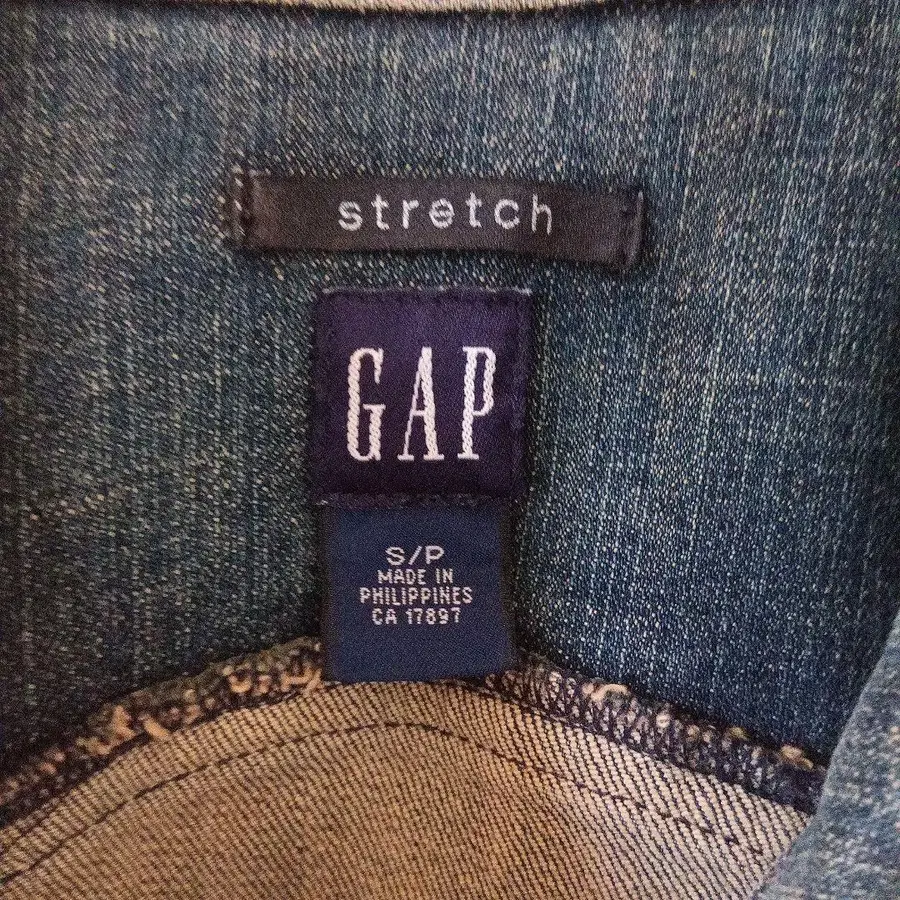 stretch
GAP
S/P
MADE IN
PHILIPPINES
CA 17897